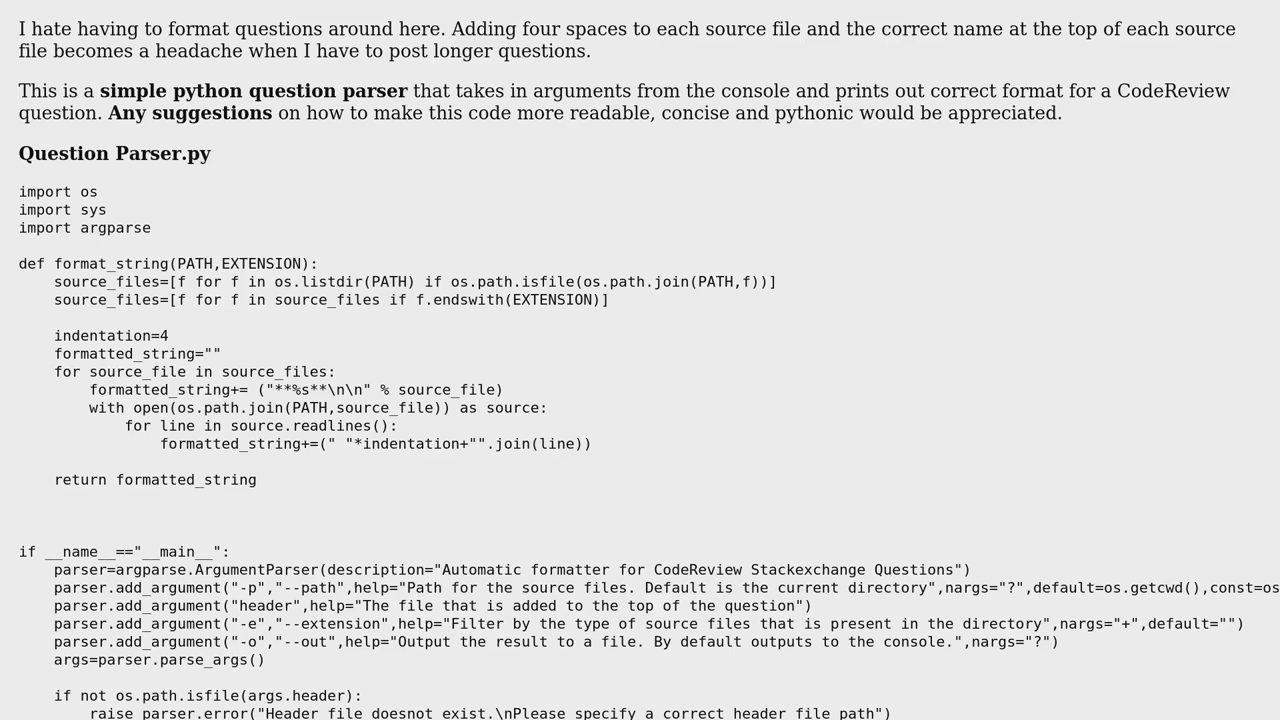 I hate having to format questions around here. Adding four spaces to each source file and the correct name at the top of each source
file becomes a headache when I have to post longer questions.
This is a simple python question parser that takes in arguments from the console and prints out correct format for a CodeReview
question. Any suggestions on how to make this code more readable, concise and pythonic would be appreciated.
Question Parser.py
import os
import sys
import argparse
def format_string(PATH,EXTENSION):
    source_files=[f for f in os.listdir(PATH) if os.path.isfile(os.path.join(PATH,f))]
    source_files=[f for f in source_files if f.endswith(EXTENSION)]
    indentation=4
    formatted_string=""
    for source_file in source_files:
        formatted_string+= ("**%s**\n\n" % source_file)
        with open(os.path.join(PATH,source_file)) as source:
            for line in source.readlines():
                formatted_string+=(" "*indentation+"".join(line))
    return formatted_string
if __name__=="__main__":
    parser=argparse.ArgumentParser(description="Automatic formatter for CodeReview Stackexchange Questions")
    parser.add_argument("-p","--path",help="Path for the source files. Default is the current directory",nargs="?",default=os.getcwd(),const=os
    parser.add_argument("header",help="The file that is added to the top of the question")
    parser.add_argument("-e","--extension",help="Filter by the type of source files that is present in the directory",nargs="+",default="")
    parser.add_argument("-o","--out",help="Output the result to a file. By default outputs to the console.",nargs="?")
    args=parser.parse_args()
    if not os.path.isfile(args.header):
        raise parser.error("Header file doesnot exist.\nPlease specify a correct header file path")